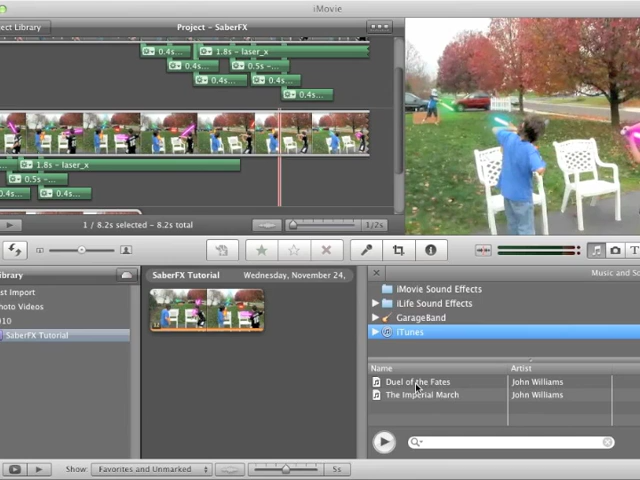 iMovie
ect Library
Project - SaberFX
0.4s...
1.8s - laser_x
0.4s...
0.5s -...
0.4s...
0.4s...
0.4s...
1.8s - laser_x
0.5s -...
0.4s...
0.4s...
1 / 8.2s selected - 8.2s total
1/2s
ibrary
SaberFX Tutorial
Wednesday, November 24,
Music and So
st Import
iMovie Sound Effects
hoto Videos
iLife Sound Effects
010
GarageBand
SaberFX Tutorial
iTunes
Name
Artist
Duel of the Fates
John Williams
The Imperial March
John Williams
Show:
Favorites and Unmarked
5s